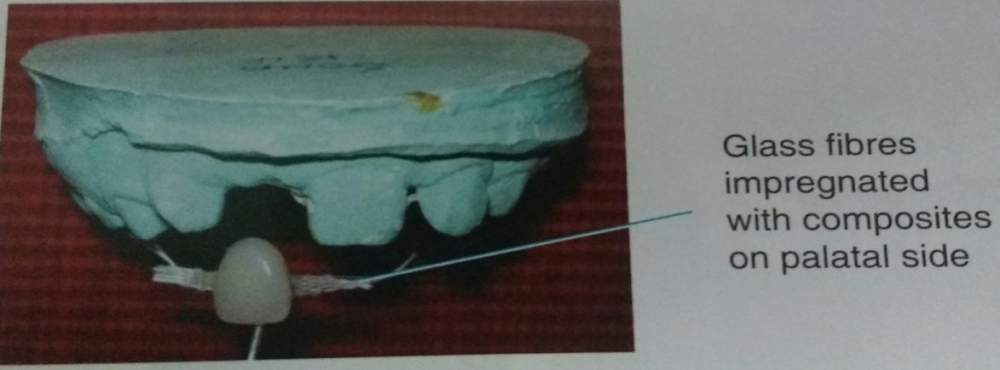 Glass fibres
impregnated
with composites
on palatal side